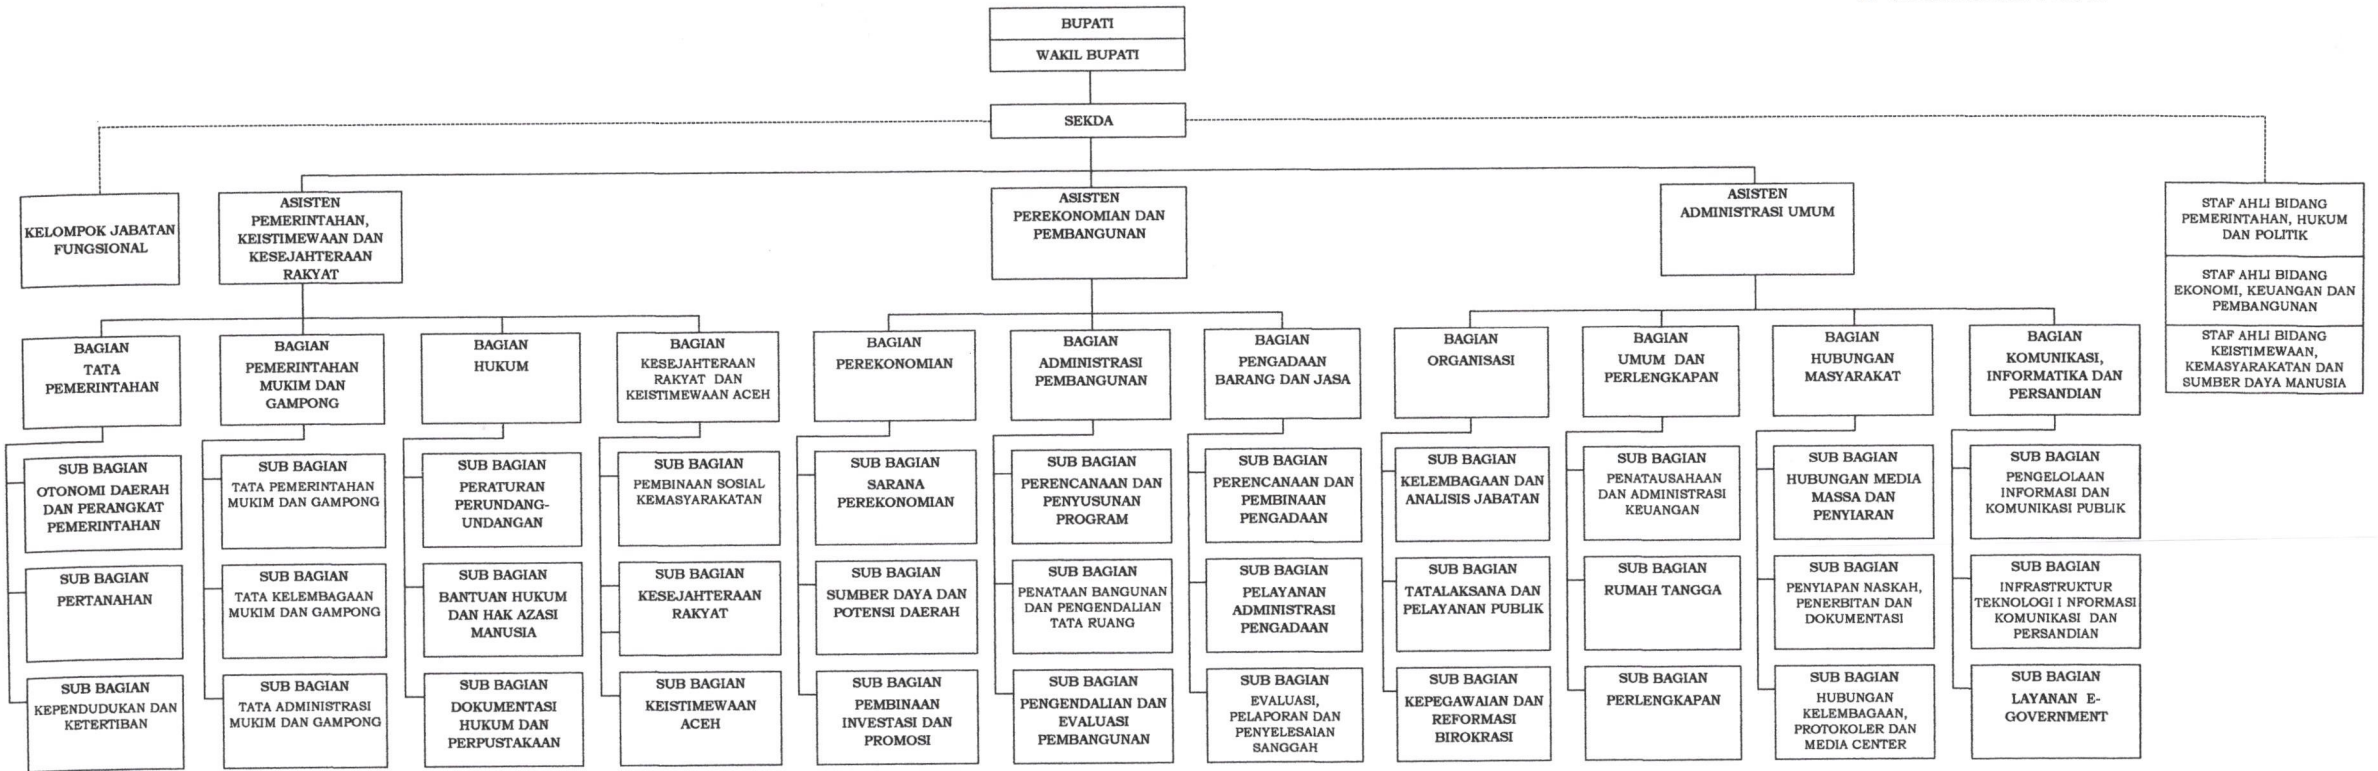 BUPATI
WAKIL BUPATI
SEKDA
KELOMPOK JABATAN
FUNGSIONAL
ASISTEN
PEMERINTAHAN,
KEISTIMEWAAN DAN
KESEJAHTERAAN
RAKYAT
ASISTEN
PEREKONOMIAN DAN
PEMBANGUNAN
ASISTEN
ADMINISTRASI UMUM
STAF AHLI BIDANG
PEMERINTAHAN, HUKUM
DAN POLITIK
STAF AHLI BIDANG
EKONOMI, KEUANGAN DAN
PEMBANGUNAN
STAF AHLI BIDANG
KEISTIMEWAAN,
KEMASYARAKATAN DAN
SUMBER DAYA MANUSIA
BAGIAN
TATA
PEMERINTAHAN
BAGIAN
PEMERINTAHAN
MUKIM DAN
GAMPONG
BAGIAN
HUKUM
BAGIAN
KESEJAHTERAAN
RAKYAT DAN
KEISTIMEWAAN ACEH
BAGIAN
PEREKONOMIAN
BAGIAN
ADMINISTRASI
PEMBANGUNAN
BAGIAN
PENGADAAN
BARANG DAN JASA
BAGIAN
ORGANISASI
BAGIAN
UMUM DAN
PERLENGKAPAN
BAGIAN
HUBUNGAN
MASYARAKAT
BAGIAN
KOMUNIKASI,
INFORMATIKA DAN
PERSANDIAN
SUB BAGIAN
OTONOMI DAERAH
DAN PERANGKAT
PEMERINTAHAN
SUB BAGIAN
TATA PEMERINTAHAN
MUKIM DAN GAMPONG
SUB BAGIAN
PERATURAN
PERUNDANG-
UNDANGAN
SUB BAGIAN
PEMBINAAN SOSIAL
KEMASYARAKATAN
SUB BAGIAN
SARANA
PEREKONOMIAN
SUB BAGIAN
PERENCANAAN DAN
PENYUSUNAN
PROGRAM
SUB BAGIAN
PERENCANAAN DAN
PEMBINAAN
PENGADAAN
SUB BAGIAN
KELEMBAGAAN DAN
ANALISIS JABATAN
SUB BAGIAN
PENATAUSAHAAN
DAN ADMINISTRASI
KEUANGAN
SUB BAGIAN
HUBUNGAN MEDIA
MASSA DAN
PENYIARAN
SUB BAGIAN
PENGELOLAAN
INFORMASI DAN
KOMUNIKASI PUBLIK
SUB BAGIAN
PERTANAHAN
SUB BAGIAN
TATA KELEMBAGAAN
MUKIM DAN GAMPONG
SUB BAGIAN
BANTUAN HUKUM
DAN HAK AZASI
MANUSIA
SUB BAGIAN
KESEJAHTERAAN
RAKYAT
SUB BAGIAN
SUMBER DAYA DAN
POTENSI DAERAH
SUB BAGIAN
PENATAAN BANGUNAN
DAN PENGENDALIAN
TATA RUANG
SUB BAGIAN
PELAYANAN
ADMINISTRASI
PENGADAAN
SUB BAGIAN
TATALAKSANA DAN
PELAYANAN PUBLIK
SUB BAGIAN
RUMAH TANGGA
SUB BAGIAN
PENYIAPAN NASKAH,
PENERBITAN DAN
DOKUMENTASI
SUB BAGIAN
INFRASTRUKTUR
TEKNOLOGI I NFORMASI
KOMUNIKASI DAN
PERSANDIAN
SUB BAGIAN
KEPENDUDUKAN DAN
KETERTIBAN
SUB BAGIAN
TATA ADMINISTRASI
MUKIM DAN GAMPONG
SUB BAGIAN
DOKUMENTASI
HUKUM DAN
PERPUSTAKAAN
SUB BAGIAN
KEISTIMEWAAN
ACEH
SUB BAGIAN
PEMBINAAN
INVESTASI DAN
PROMOSI
SUB BAGIAN
PENGENDALIAN DAN
EVALUASI
PEMBANGUNAN
SUB BAGIAN
EVALUASI,
PELAPORAN DAN
PENYELESAIAN
SANGGAH
SUB BAGIAN
KEPEGAWAIAN DAN
REFORMASI
BIROKRASI
SUB BAGIAN
PERLENGKAPAN
SUB BAGIAN
HUBUNGAN
KELEMBAGAAN,
PROTOKOLER DAN
MEDIA CENTER
SUB BAGIAN
LAYANAN E-
GOVERNMENT